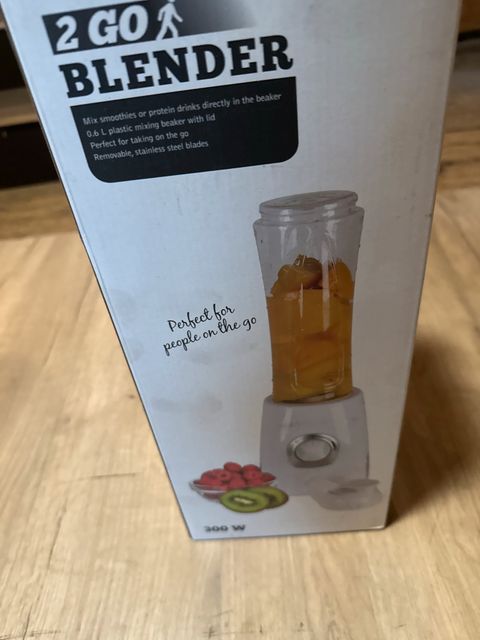 2 GO
BLENDER
Mix smoothies or protein drinks directly in the beaker
0.6 L plastic mixing beaker with lid
Perfect for taking on the go
Removable, stainless steel blades
Perfect for
people on the go
300 W